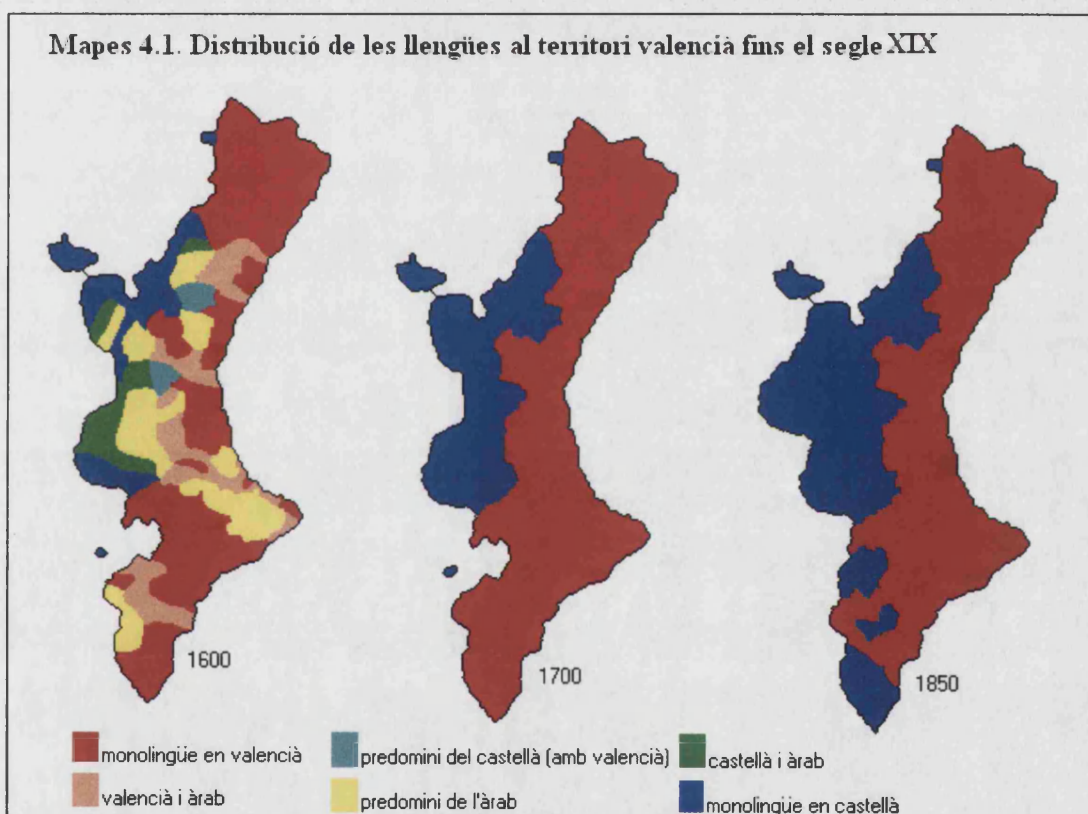 Mapes 4.1. Distribució de les llengües al territori valencià fins el segle XIX
1600
1700
1850
monolingüe en valencià
predomini del castellà (amb valencià)
castellà i àrab
valencià i àrab
predomini de l'àrab
monolingüe en castellà